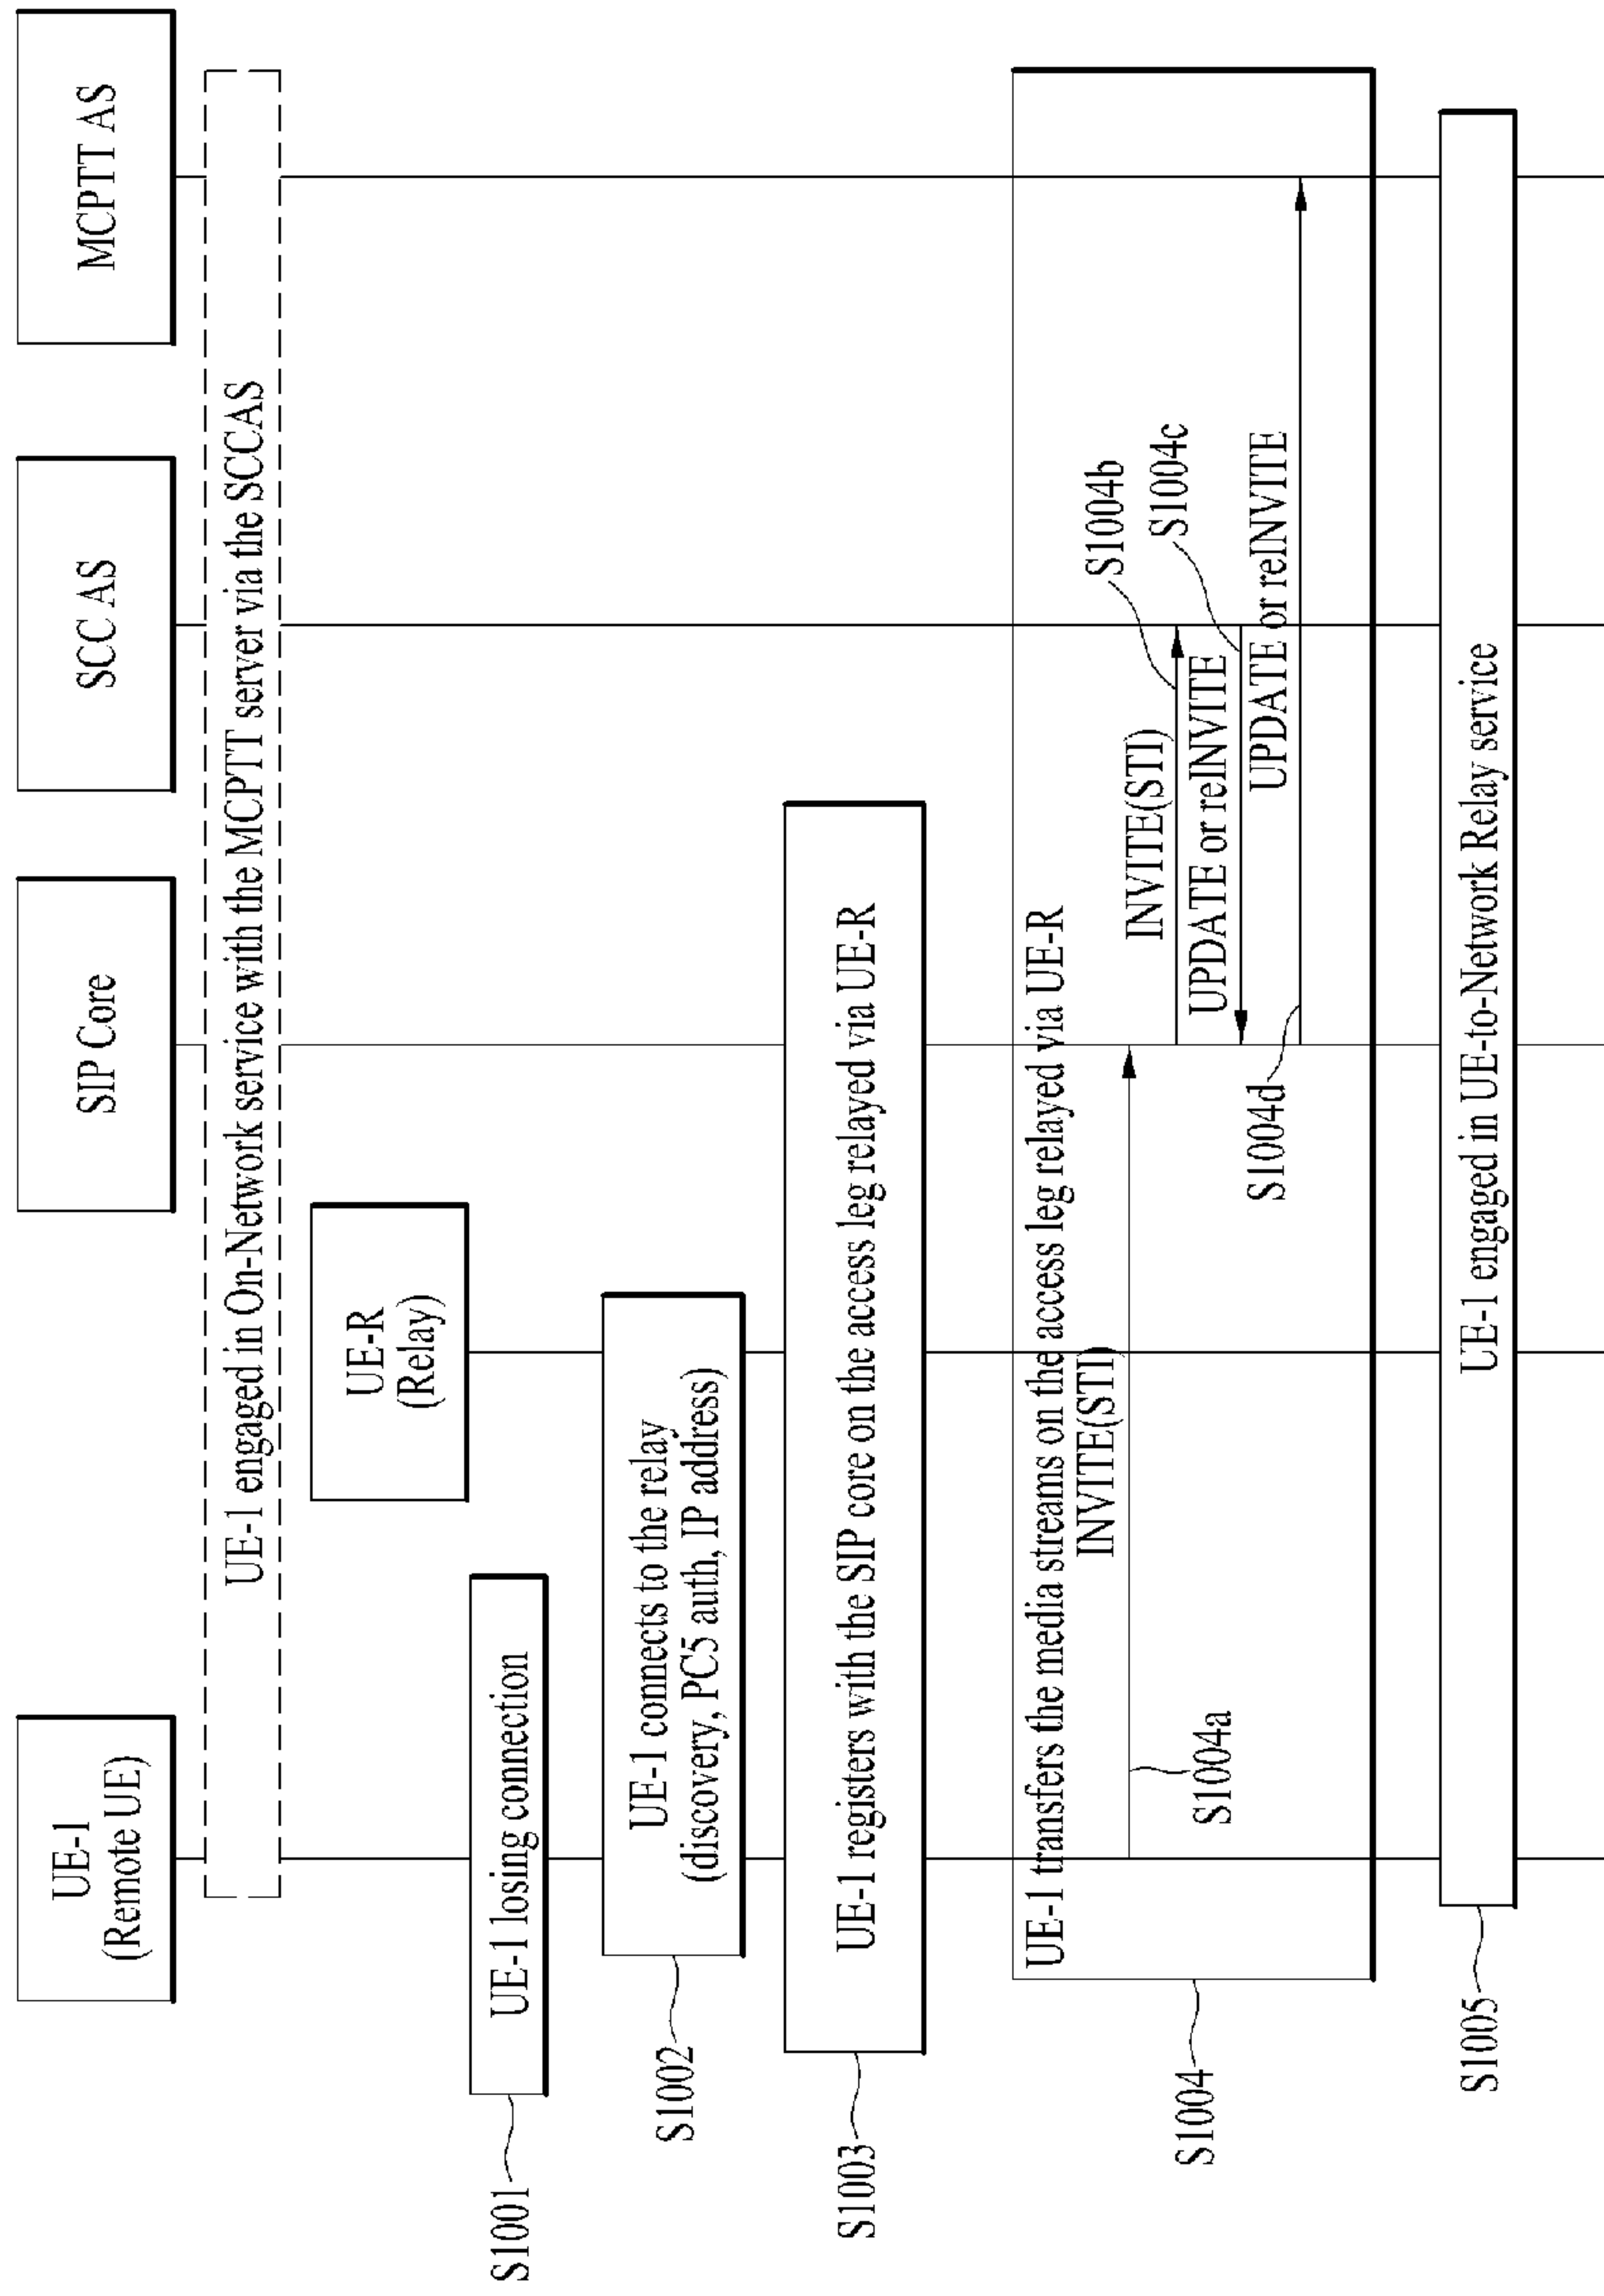 UE-1
(Remote UE)
SIP Core
SCC AS
MCPTT AS
UE-1 engaged in On-Network service with the MCPTT server via the SCCAS
UE-R
(Relay)
S1001
UE-1 losing connection
S1002
UE-1 connects to the relay
(discovery, PC5 auth, IP address)
S1003
UE-1 registers with the SIP core on the access leg relayed via UE-R
S1004
UE-1 transfers the media streams on the access leg relayed via UE-R
INVITE(STI)
S1004a
INVITE(STI)
S1004b
UPDATE or reINVITE
S1004c
UPDATE or reINVITE
S1004d
S1005
UE-1 engaged in UE-to-Network Relay service